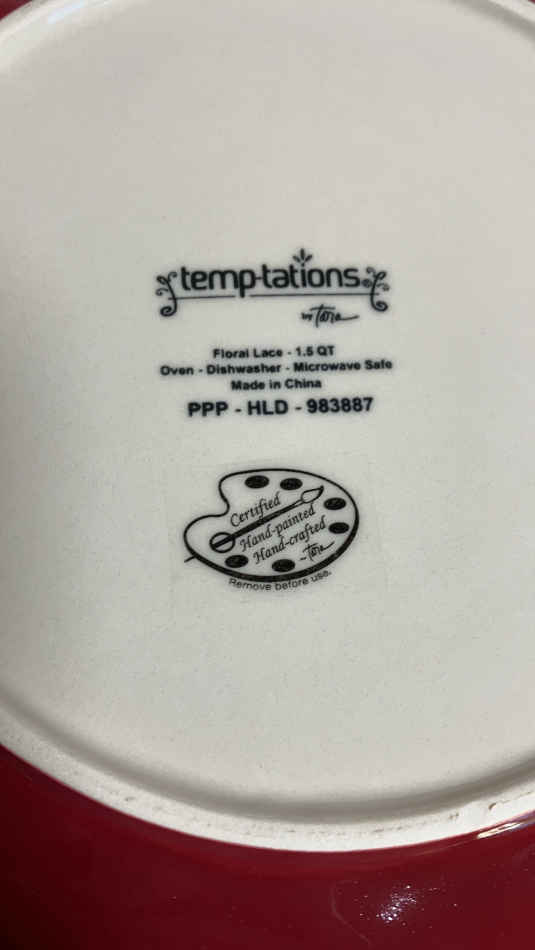 temp-tations®
by Tara
Floral Lace - 1.5 QT
Oven - Dishwasher - Microwave Safe
Made in China
PPP - HLD - 983887
Certified
Hand-painted
Hand-crafted
~Tara
Remove before use.